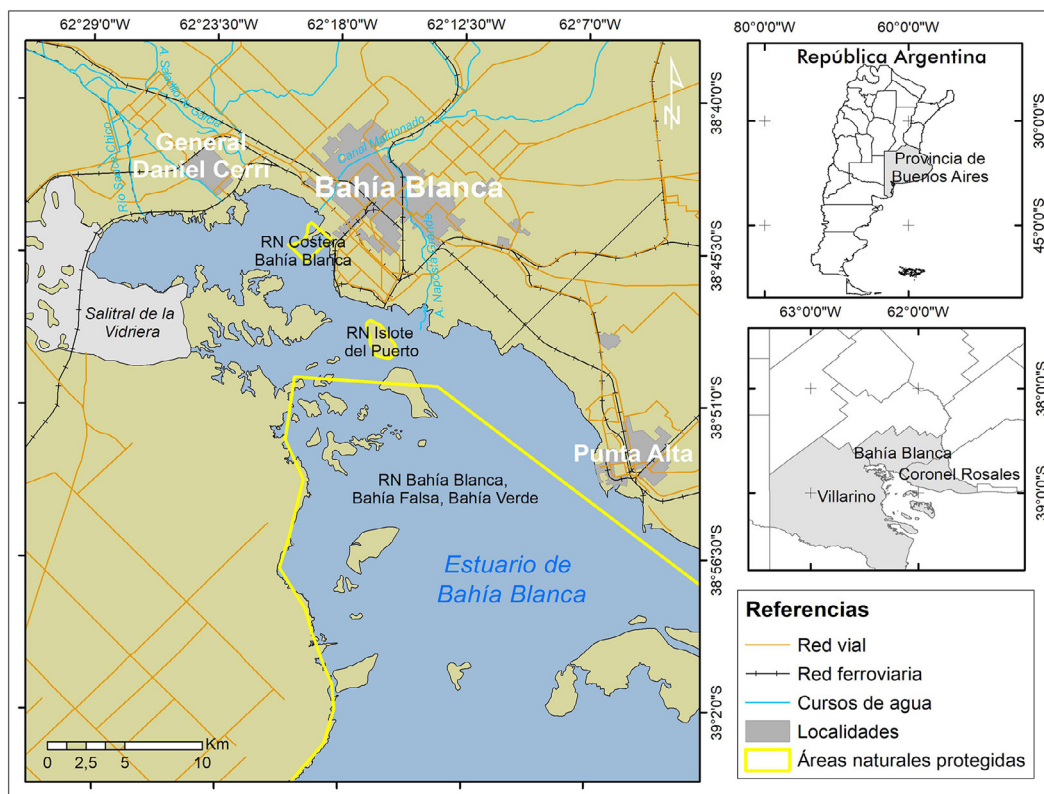 62°29'0"W
62°23'30"W
62°18'0"W
62°12'30"W
62°7'0"W
38°40'0"S
38°45'30"S
38°51'0"S
38°56'30"S
39°2'0"S
N
General
Daniel Cerri
Bahía Blanca
Canal Maldonado
Río Sauce Chico
RN Costera
Bahía Blanca
Salitral de la
Vidriera
RN Islote
del Puerto
Punta Alta
RN Bahía Blanca,
Bahía Falsa, Bahía Verde
Estuario de
Bahía Blanca
Km
0 2,5 5 10
80°0'0"W
60°0'0"W
República Argentina
30°0'0"S
Provincia de
Buenos Aires
45°0'0"S
63°0'0"W
62°0'0"W
38°0'0"S
Bahía Blanca
Coronel Rosales
Villarino
39°0'0"S
Referencias
Red vial
Red ferroviaria
Cursos de agua
Localidades
Áreas naturales protegidas